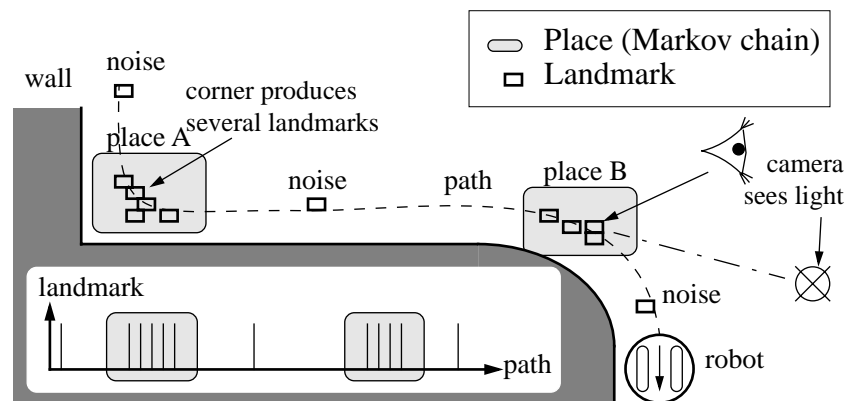 Place (Markov chain)
Landmark
noise
wall
corner produces
several landmarks
place A
noise
path
place B
camera
sees light
landmark
path
noise
robot